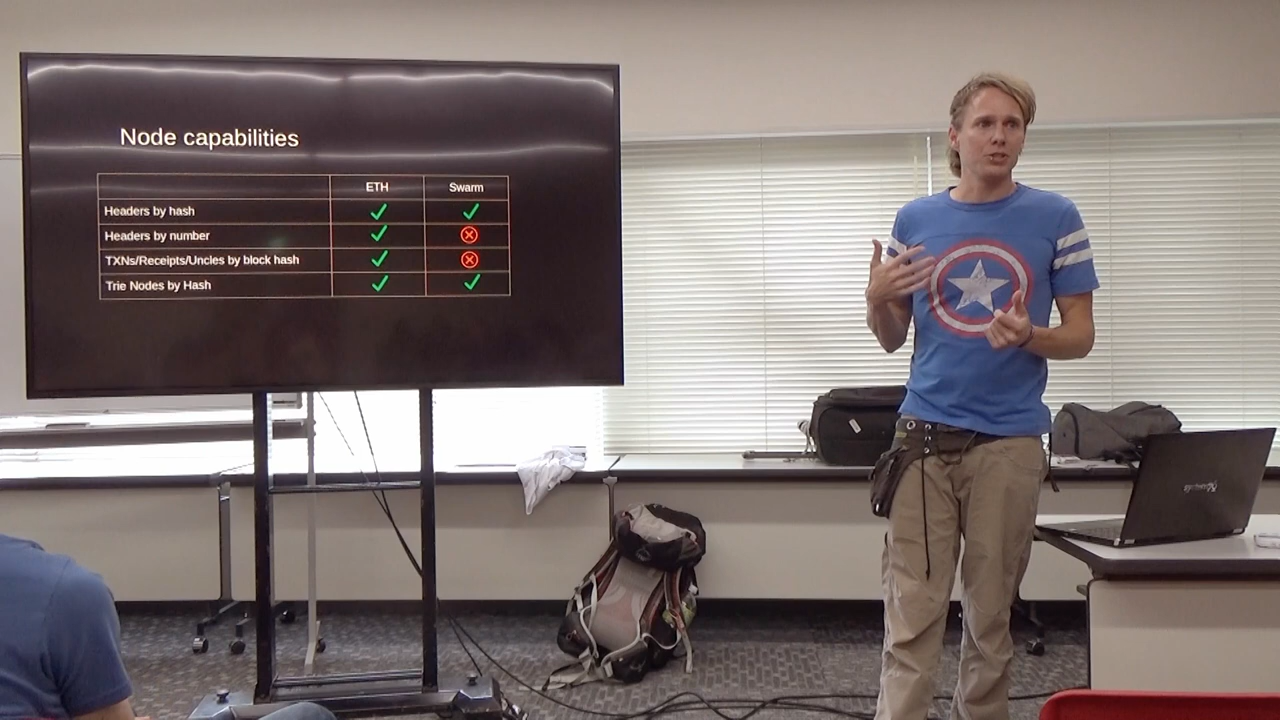 Node capabilities
ETH Swarm
Headers by hash
Headers by number
TXNs/Receipts/Uncles by block hash
Trie Nodes by Hash